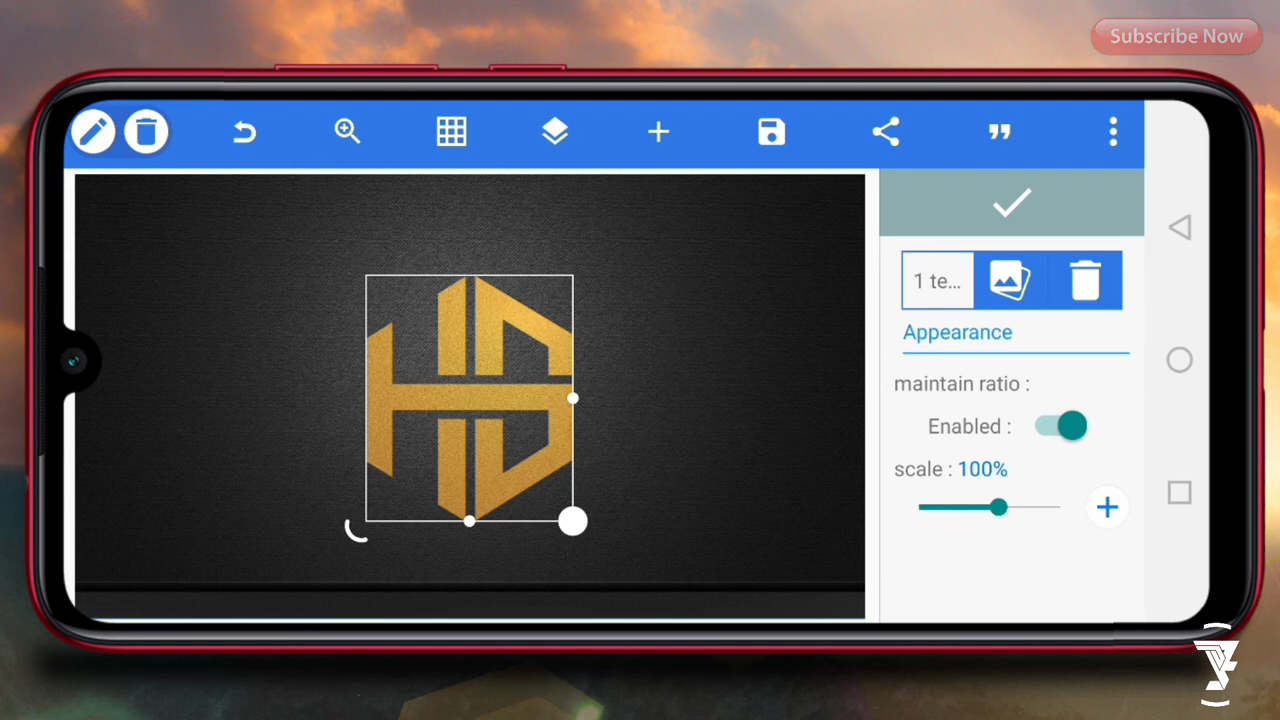 Subscribe Now
1 te...
Appearance
maintain ratio :
Enabled :
scale : 100%